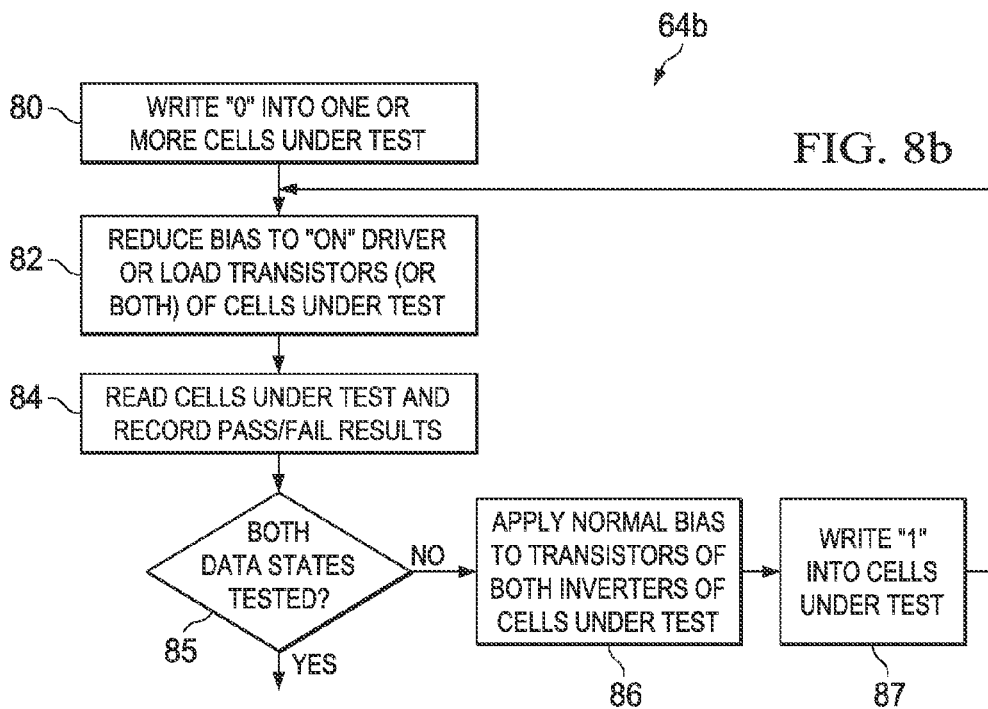 64b
80
WRITE "0" INTO ONE OR
MORE CELLS UNDER TEST
FIG. 8b
82
REDUCE BIAS TO "ON" DRIVER
OR LOAD TRANSISTORS (OR
BOTH) OF CELLS UNDER TEST
84
READ CELLS UNDER TEST AND
RECORD PASS/FAIL RESULTS
BOTH
DATA STATES
TESTED?
85
NO
YES
APPLY NORMAL BIAS
TO TRANSISTORS OF
BOTH INVERTERS OF
CELLS UNDER TEST
86
WRITE "1"
INTO CELLS
UNDER TEST
87